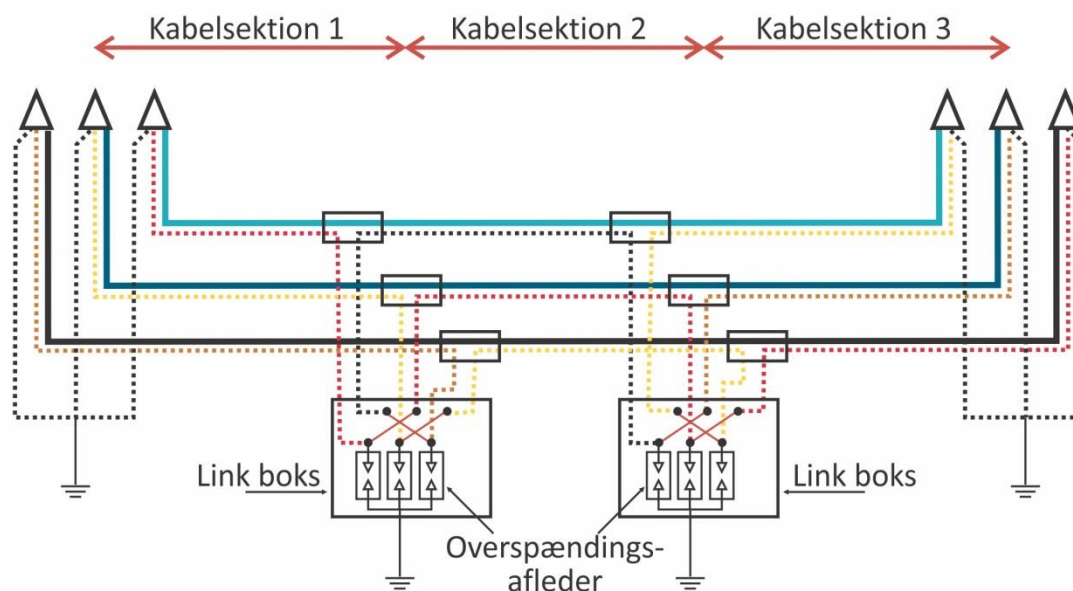 Kabelsektion 1
Kabelsektion 2
Kabelsektion 3
Link boks
Link boks
Overspændings-
afleder